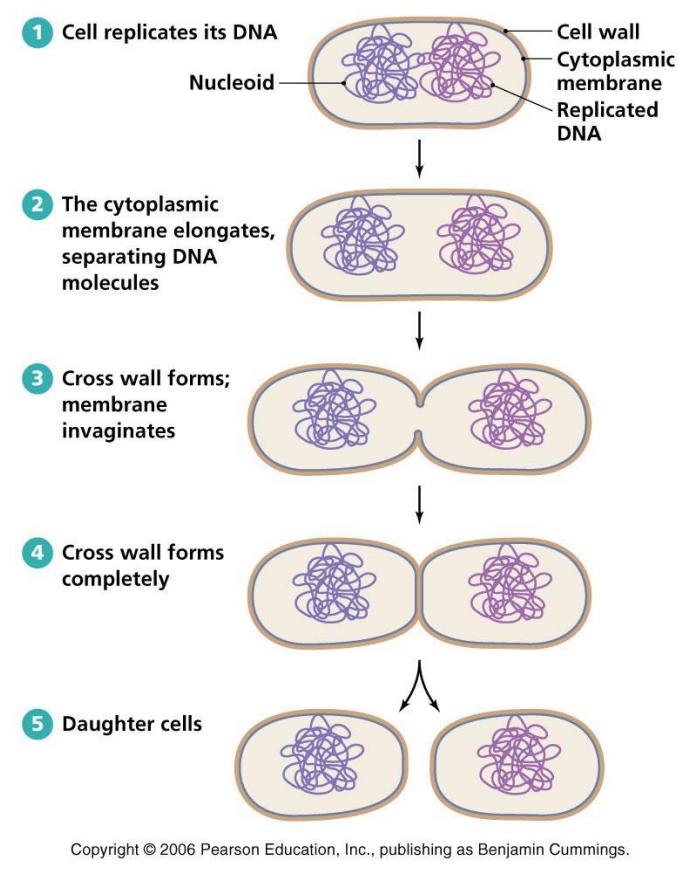 1 Cell replicates its DNA
Nucleoid
Cell wall
Cytoplasmic
membrane
Replicated
DNA
2 The cytoplasmic
membrane elongates,
separating DNA
molecules
3 Cross wall forms;
membrane
invaginates
4 Cross wall forms
completely
5 Daughter cells
Copyright © 2006 Pearson Education, Inc., publishing as Benjamin Cummings.